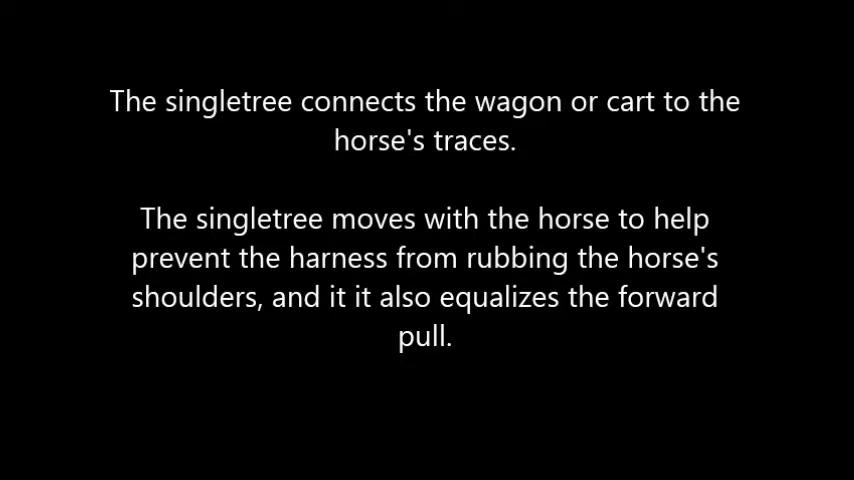 The singletree connects the wagon or cart to the
horse's traces.
The singletree moves with the horse to help
prevent the harness from rubbing the horse's
shoulders, and it it also equalizes the forward
pull.